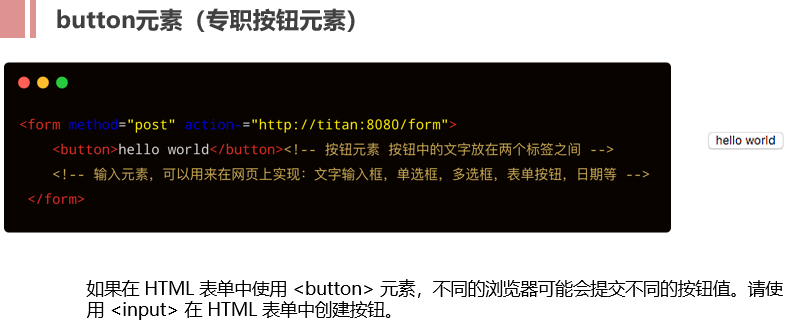 button元素（专职按钮元素）
<form method="post" action ="http://titan:8080/form">
<button>hello world</button><!-- 按钮元素 按钮中的文字放在两个标签之间 -->
hello world
<!-- 输入元素，可以用来在网页上实现：文字输入框，单选框，多选框，表单按钮，日期等 -->
</form>
如果在 HTML 表单中使用 <button> 元素，不同的浏览器可能会提交不同的按钮值。请使
用 <input> 在 HTML 表单中创建按钮。